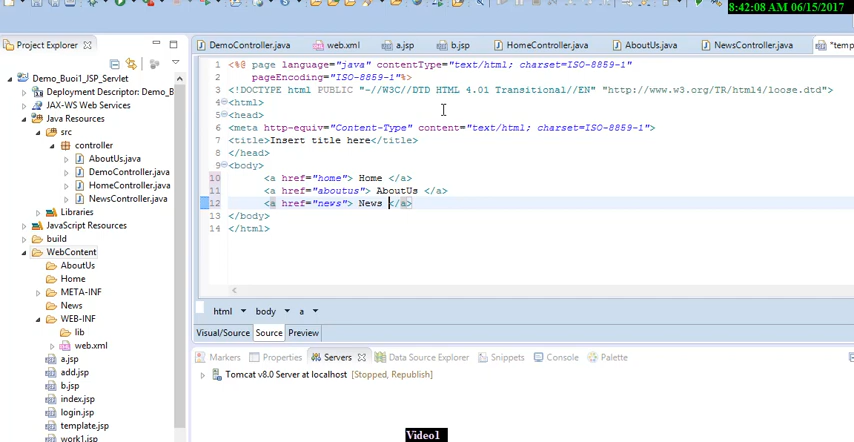 8:42:08 AM 06/15/2017
Project Explorer
DemoController.java
web.xml
a.jsp
b.jsp
HomeController.java
AboutUs.java
NewsController.java
*temp
Demo_Buoi1_JSP_Servlet
Deployment Descriptor: Demo_B
JAX-WS Web Services
Java Resources
src
controller
AboutUs.java
DemoController.java
HomeController.java
NewsController.java
Libraries
JavaScript Resources
build
WebContent
AboutUs
Home
META-INF
News
WEB-INF
lib
web.xml
a.jsp
add.jsp
b.jsp
index.jsp
login.jsp
template.jsp
work1.jsp
1 <%@ page language="java" contentType="text/html; charset=ISO-8859-1"
2 pageEncoding="ISO-8859-1"%>
3 <!DOCTYPE html PUBLIC "-//W3C//DTD HTML 4.01 Transitional//EN" "http://www.w3.org/TR/html4/loose.dtd">
4 <html>
5 <head>
6 <meta http-equiv="Content-Type" content="text/html; charset=ISO-8859-1">
7 <title>Insert title here</title>
8 </head>
9 <body>
10 <a href="home"> Home </a>
11 <a href="aboutus"> AboutUs </a>
12 <a href="news"> News </a>
13 </body>
14 </html>
html body a
Visual/Source Source Preview
Markers Properties Servers Data Source Explorer Snippets Console Palette
Tomcat v8.0 Server at localhost [Stopped, Republish]
Video1